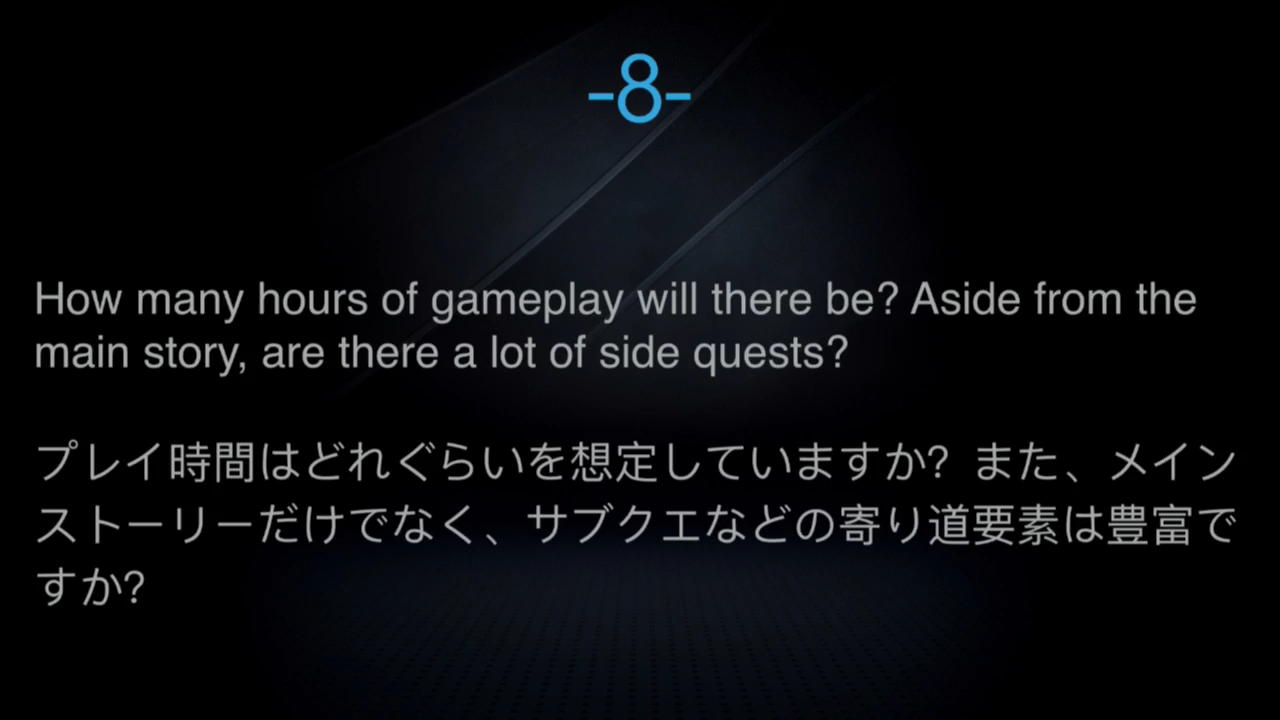 -8-
How many hours of gameplay will there be? Aside from the
main story, are there a lot of side quests?
プレイ時間はどれぐらいを想定していますか? また、メイン
ストーリーだけでなく、サブクエなどの寄り道要素は豊富で
すか?